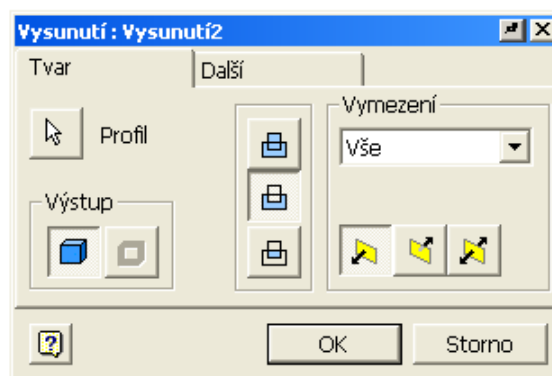 Vysunutí : Vysunutí2
Tvar
Další
Profil
Výstup
Vymezení
Vše
OK
Storno